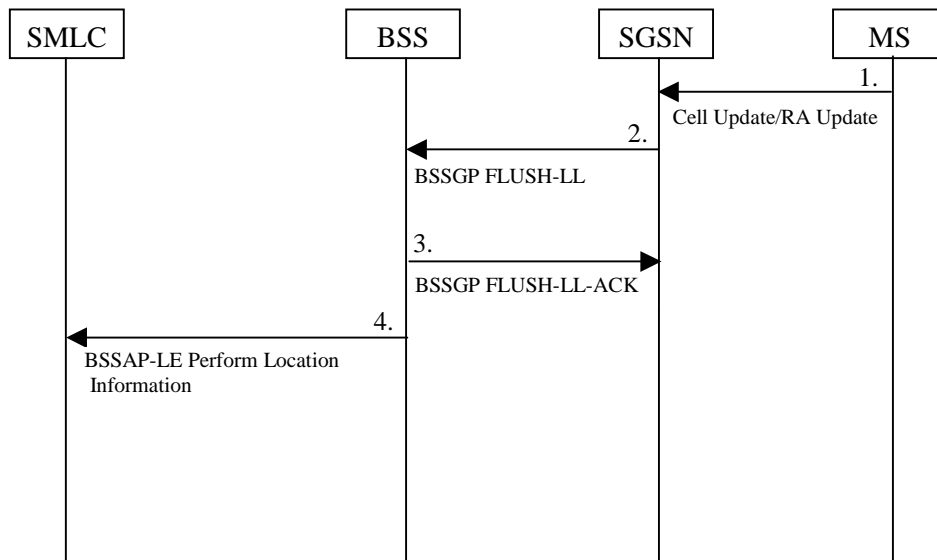 SMLC
BSS
SGSN
MS
1.
Cell Update/RA Update
2.
BSSGP FLUSH-LL
3.
BSSGP FLUSH-LL-ACK
4.
BSSAP-LE Perform Location
Information